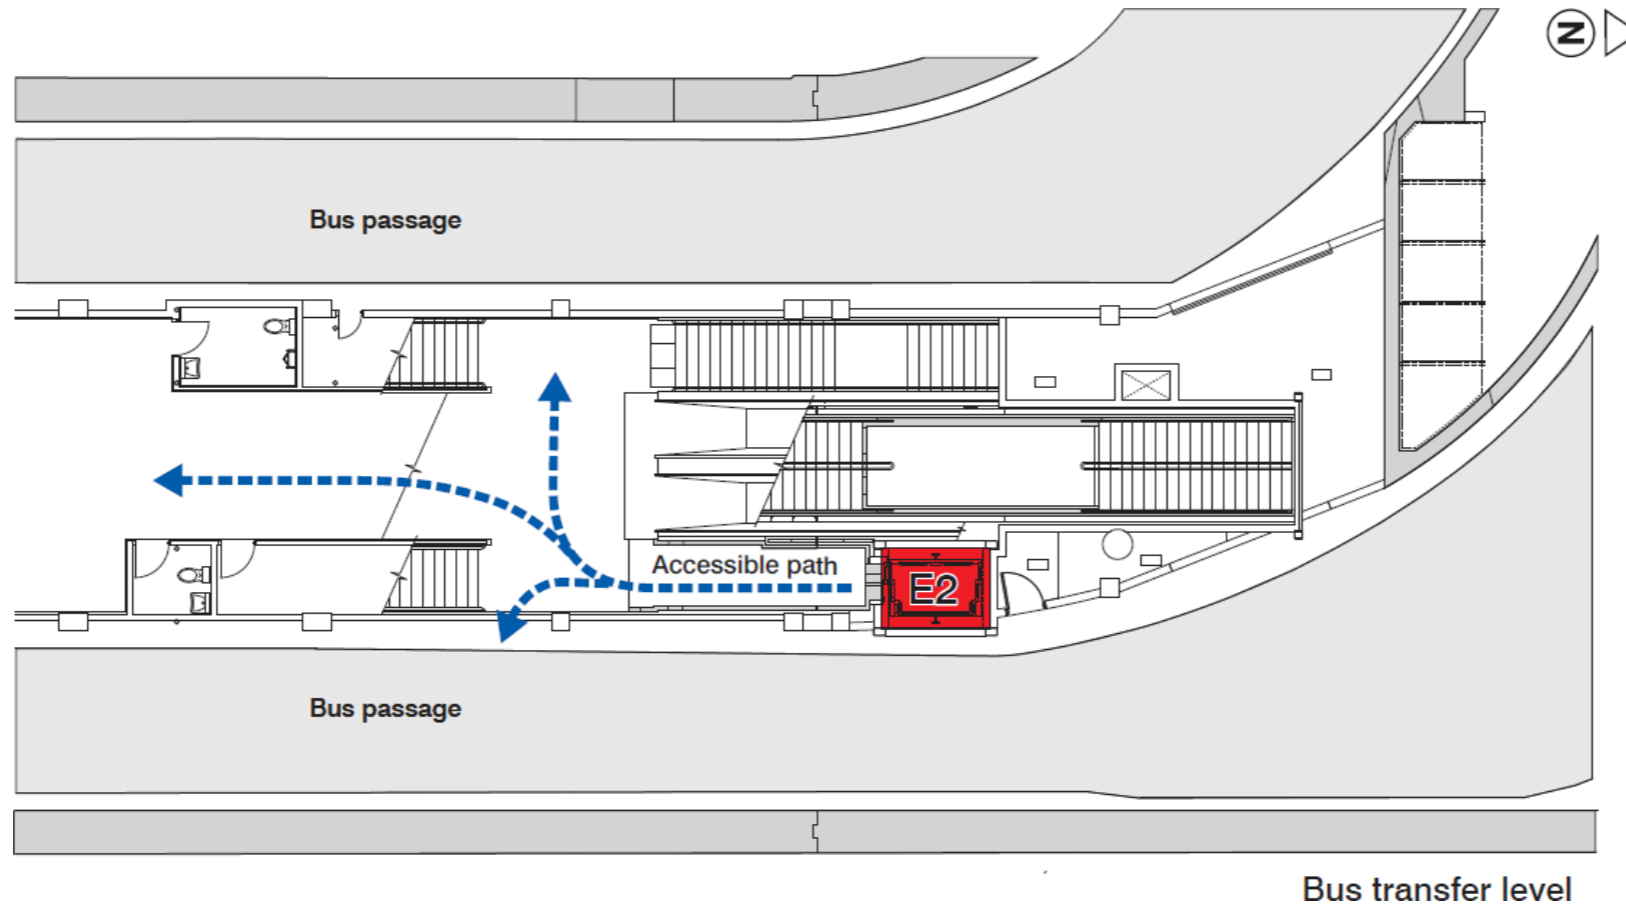 N
Bus passage
Accessible path
E2
Bus passage
Bus transfer level